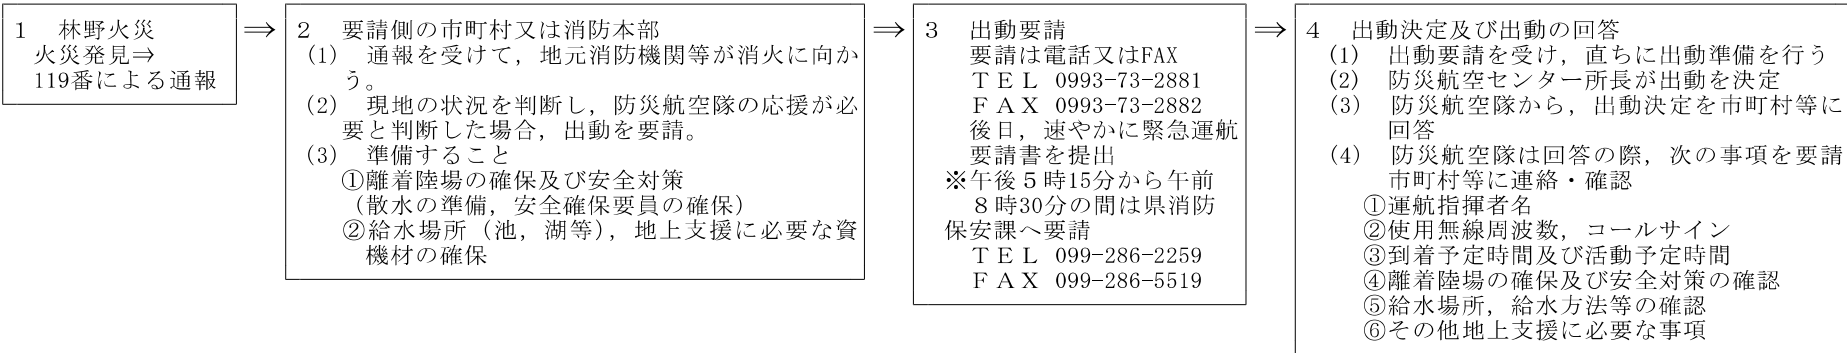 1　林野火災
火災発見⇒
119番による通報
⇒
2　要請側の市町村又は消防本部
(1)　通報を受けて，地元消防機関等が消火に向か
う。
(2)　現地の状況を判断し，防災航空隊の応援が必
要と判断した場合，出動を要請。
(3)　準備すること
①離着陸場の確保及び安全対策
（散水の準備，安全確保要員の確保）
②給水場所（池，湖等），地上支援に必要な資
機材の確保
⇒
3　出動要請
要請は電話又はFAX
ＴＥＬ 0993-73-2881
ＦＡＸ 0993-73-2882
後日，速やかに緊急運航
要請書を提出
※午後５時15分から午前
８時30分の間は県消防
保安課へ要請
ＴＥＬ 099-286-2259
ＦＡＸ 099-286-5519
⇒
4　出動決定及び出動の回答
(1)　出動要請を受け，直ちに出動準備を行う
(2)　防災航空センター所長が出動を決定
(3)　防災航空隊から，出動決定を市町村等に
回答
(4)　防災航空隊は回答の際，次の事項を要請
市町村等に連絡・確認
①運航指揮者名
②使用無線周波数，コールサイン
③到着予定時間及び活動予定時間
④離着陸場の確保及び安全対策の確認
⑤給水場所，給水方法等の確認
⑥その他地上支援に必要な事項